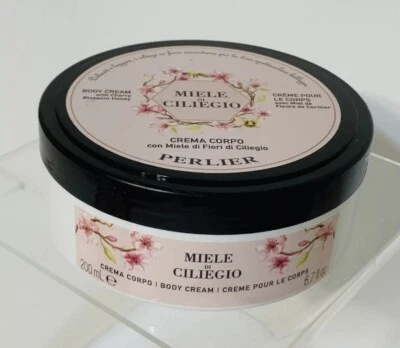 MIELE
DI
CILIEGIO
BODY CREAM
with Cherry
Blossom Honey
CRÈME POUR
LE CORPS
avec Miel de
Fleurs de Cerisier
CREMA CORPO
con Miele di Fiori di Ciliegio
PERLIER
MIELE
DI
CILIEGIO
200 mL e
CREMA CORPO | BODY CREAM | CRÈME POUR LE CORPS
6.7 fl oz